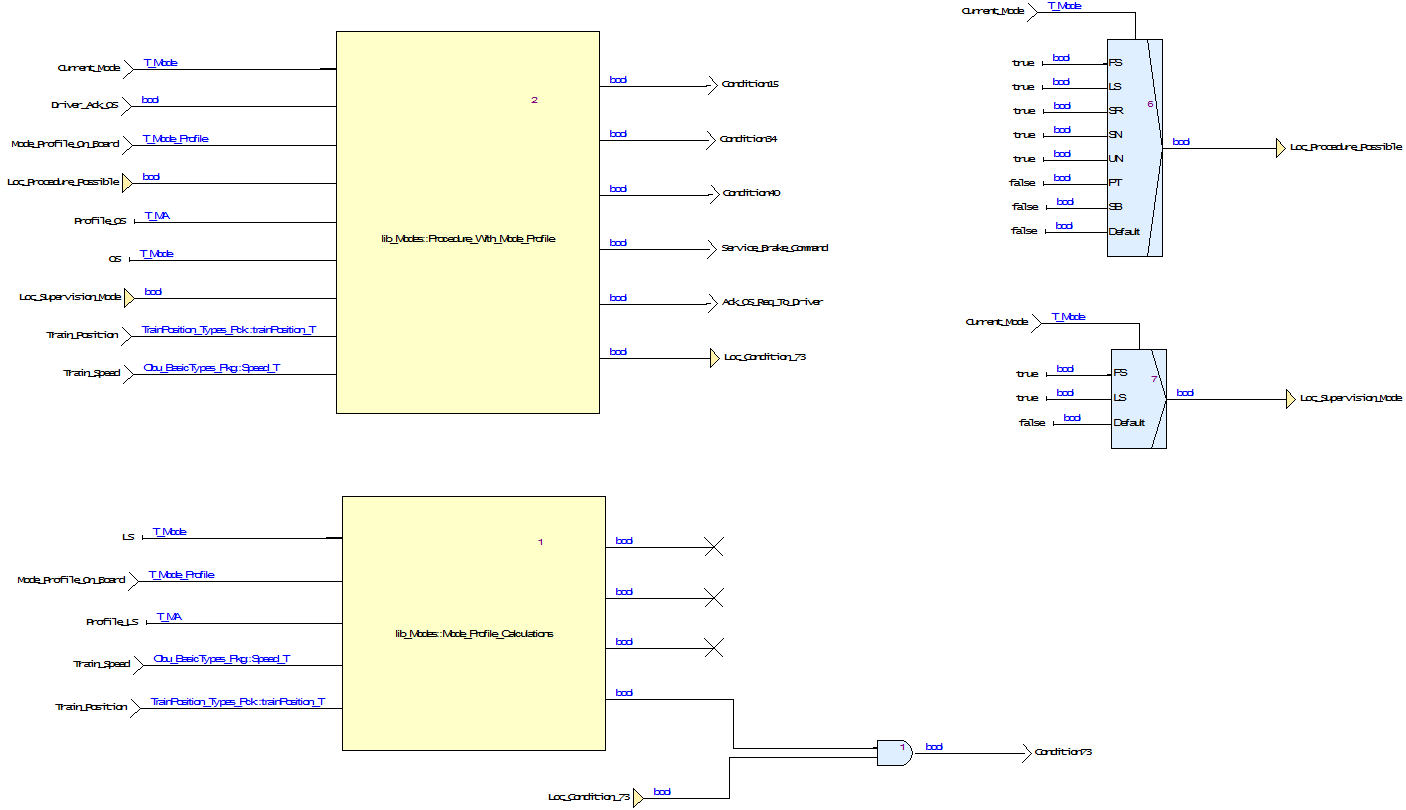 Current_Mode T_Mode
Driver_Ack_OS bool
Mode_Profile_On_Board T_Mode_Profile
Loc_Procedure_Possible bool
Profile_OS T_MA
OS T_Mode
Loc_Supervision_Mode bool
Train_Position TrainPosition_Types_Pck::trainPosition_T
Train_Speed Obu_BasicTypes_Pkg::Speed_T
2
lib_Modes::Procedure_With_Mode_Profile
bool Condition15
bool Condition34
bool Condition40
bool Service_Brake_Command
bool Ack_OS_Req_To_Driver
bool Loc_Condition_73
Current_Mode T_Mode
true bool FS
true bool LS
true bool SR
true bool SN
true bool UN
false bool PT
false bool SB
false bool Default
6
bool Loc_Procedure_Possible
Current_Mode T_Mode
true bool FS
true bool LS
false bool Default
7
bool Loc_Supervision_Mode
LS T_Mode
Mode_Profile_On_Board T_Mode_Profile
Profile_LS T_MA
Train_Speed Obu_BasicTypes_Pkg::Speed_T
Train_Position TrainPosition_Types_Pck::trainPosition_T
1
lib_Modes::Mode_Profile_Calculations
bool
bool
bool
bool
Loc_Condition_73 bool
1
bool Condition73